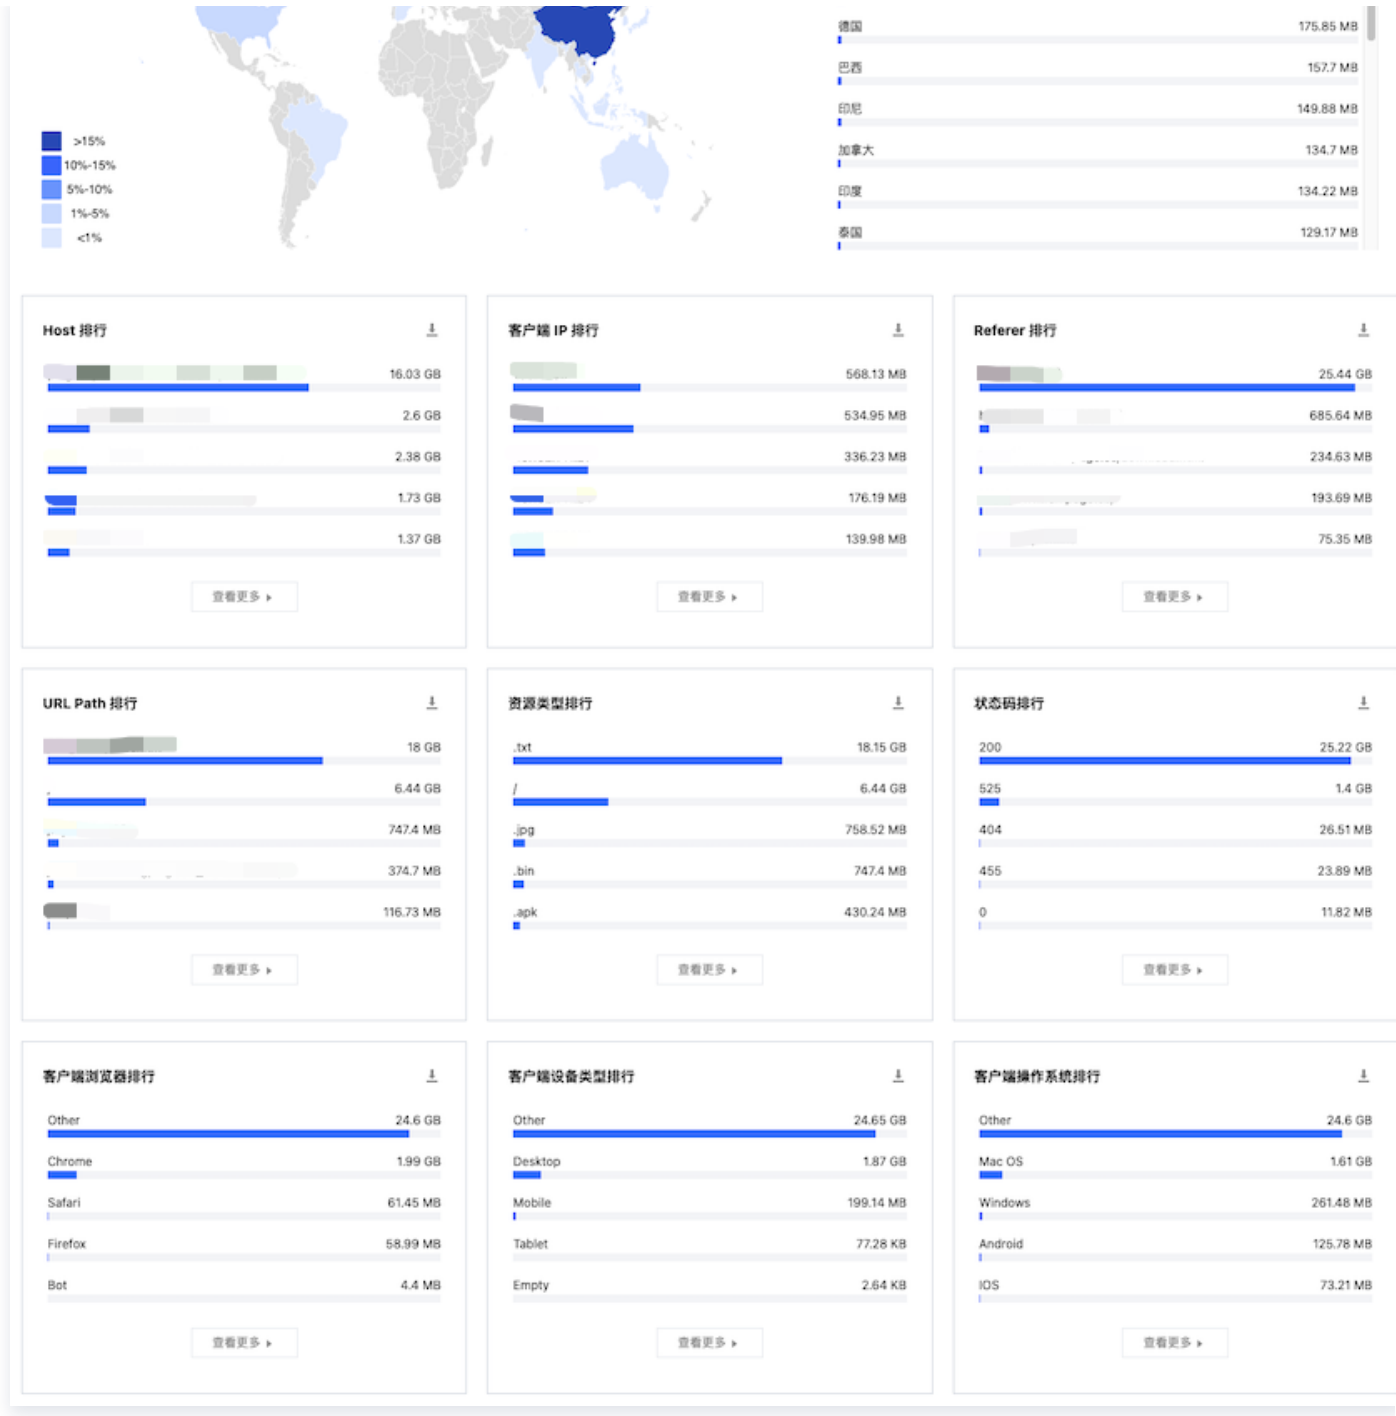 德国 175.85 MB
巴西 157.7 MB
印尼 149.88 MB
加拿大 134.7 MB
印度 134.22 MB
泰国 129.17 MB
>15%
10%-15%
5%-10%
1%-5%
<1%
Host 排行
16.03 GB
2.6 GB
2.38 GB
1.73 GB
1.37 GB
查看更多
客户端 IP 排行
568.13 MB
534.95 MB
336.23 MB
176.19 MB
139.98 MB
查看更多
Referer 排行
25.44 GB
685.64 MB
234.63 MB
193.69 MB
75.35 MB
查看更多
URL Path 排行
18 GB
6.44 GB
747.4 MB
374.7 MB
116.73 MB
查看更多
资源类型排行
.txt 18.15 GB
/ 6.44 GB
.jpg 758.52 MB
.bin 747.4 MB
.apk 430.24 MB
查看更多
状态码排行
200 25.22 GB
525 1.4 GB
404 26.51 MB
455 23.89 MB
0 11.82 MB
查看更多
客户端浏览器排行
Other 24.6 GB
Chrome 1.99 GB
Safari 61.45 MB
Firefox 58.99 MB
Bot 4.4 MB
查看更多
客户端设备类型排行
Other 24.65 GB
Desktop 1.87 GB
Mobile 199.14 MB
Tablet 77.28 KB
Empty 2.64 KB
查看更多
客户端操作系统排行
Other 24.6 GB
Mac OS 1.61 GB
Windows 261.48 MB
Android 125.78 MB
IOS 73.21 MB
查看更多